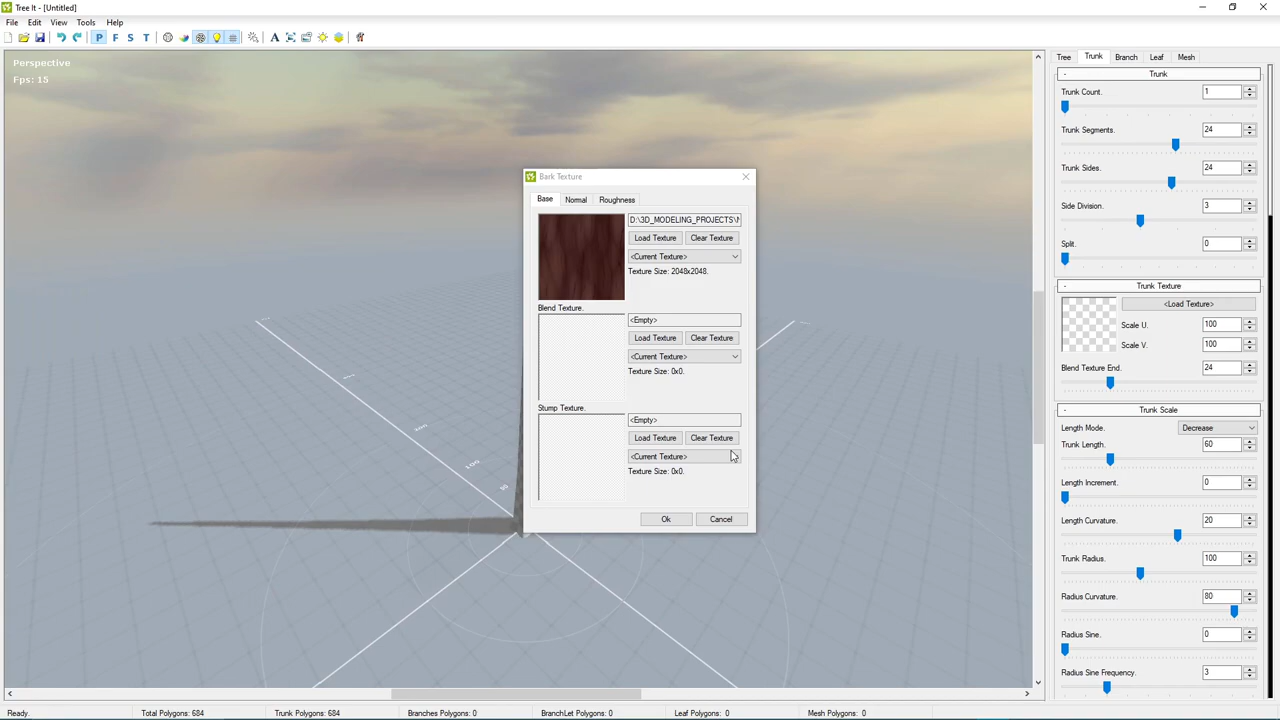 Tree It - [Untitled]
File Edit View Tools Help
P F S T A
Perspective
Fps: 15
Bark Texture
Base Normal Roughness
D:\3D_MODELING_PROJECTS\
Load Texture Clear Texture
<Current Texture>
Texture Size: 2048x2048.
Blend Texture.
<Empty>
Load Texture Clear Texture
<Current Texture>
Texture Size: 0x0.
Stump Texture.
<Empty>
Load Texture Clear Texture
<Current Texture>
Texture Size: 0x0.
Ok Cancel
Tree Trunk Branch Leaf Mesh
- Trunk
Trunk Count. 1
Trunk Segments. 24
Trunk Sides. 24
Side Division. 3
Split. 0
- Trunk Texture
<Load Texture>
Scale U. 100
Scale V. 100
Blend Texture End. 24
- Trunk Scale
Length Mode. Decrease
Trunk Length. 60
Length Increment. 0
Length Curvature. 20
Trunk Radius. 100
Radius Curvature. 80
Radius Sine. 0
Radius Sine Frequency. 3
Ready. Total Polygons: 684 Trunk Polygons: 684 Branches Polygons: 0 BranchLet Polygons: 0 Leaf Polygons: 0 Mesh Polygons: 0